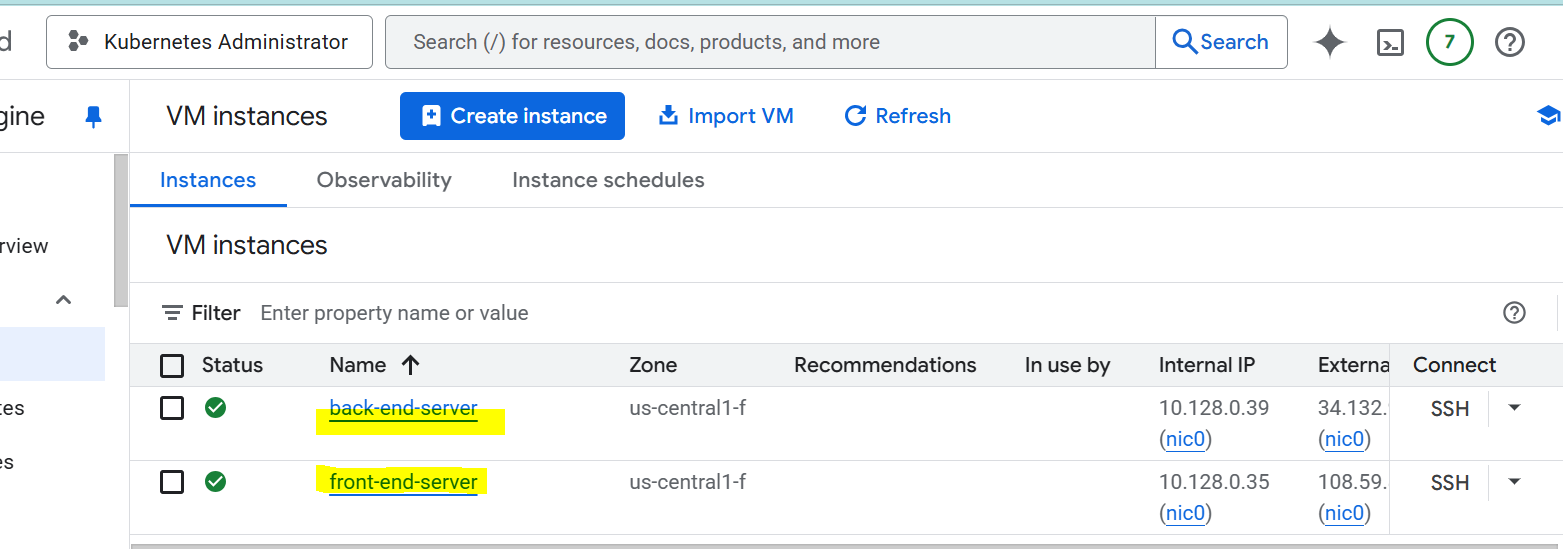 d Kubernetes Administrator Search (/) for resources, docs, products, and more Search 7
gine VM instances Create instance Import VM Refresh
Instances Observability Instance schedules
rview VM instances
Filter Enter property name or value
Status Name Zone Recommendations In use by Internal IP Externa Connect
tes back-end-server us-central1-f 10.128.0.39 34.132. SSH
(nic0) (nic0)
es front-end-server us-central1-f 10.128.0.35 108.59. SSH
(nic0) (nic0)